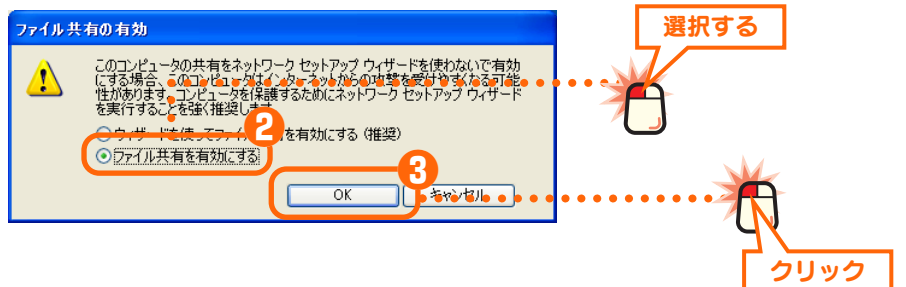 ファイル共有の有効
選択する
このコンピュータの共有をネットワーク セットアップ ウィザードを使わないで有効
にする場合、このコンピュータはインターネットからの攻撃を受けやすくなる可能
性があります。コンピュータを保護するためにネットワーク セットアップ ウィザード
を実行することを強く推奨します
2
ウィザードを使ってファイ を有効にする (推奨)
ファイル共有を有効にする
3
OK
キャンセル
クリック